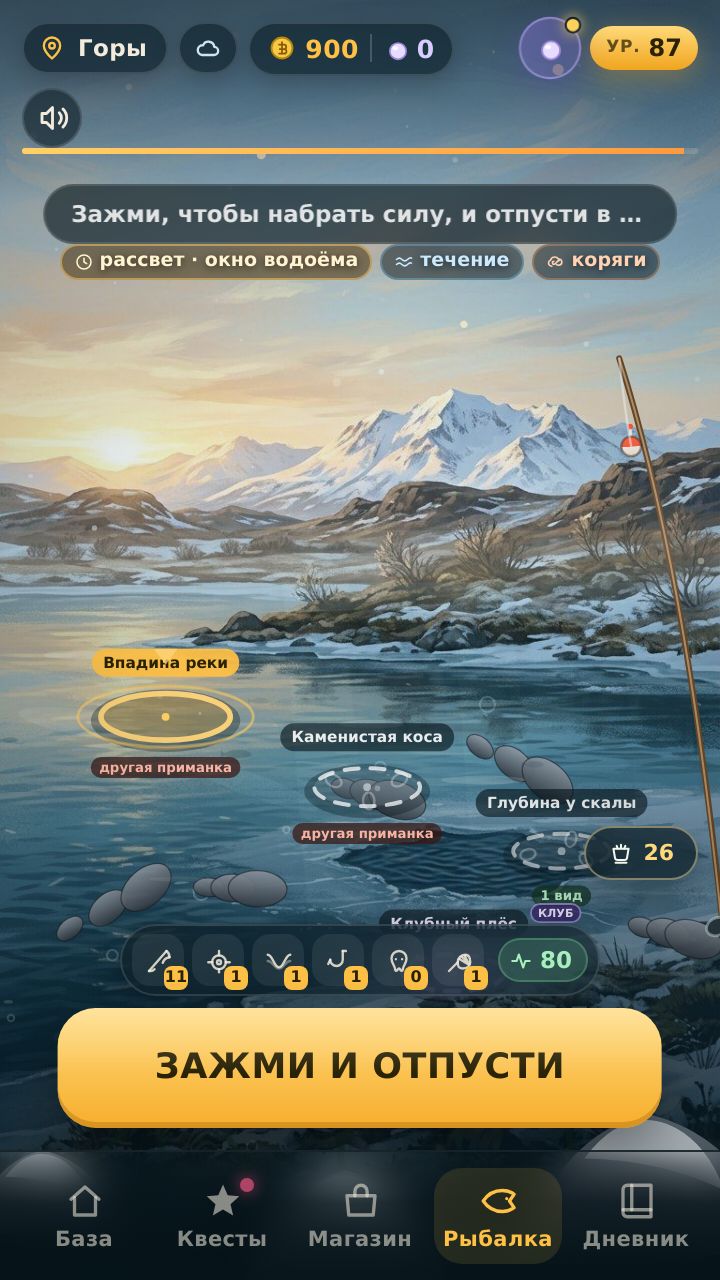 Горы
900
0
УР. 87
Зажми, чтобы набрать силу, и отпусти в ...
рассвет · окно водоёма
течение
коряги
Впадина реки
другая приманка
Каменистая коса
другая приманка
Глубина у скалы
26
1 вид
КЛУБ
Клубный плёс
11
1
1
1
0
1
80
ЗАЖМИ И ОТПУСТИ
База
Квесты
Магазин
Рыбалка
Дневник